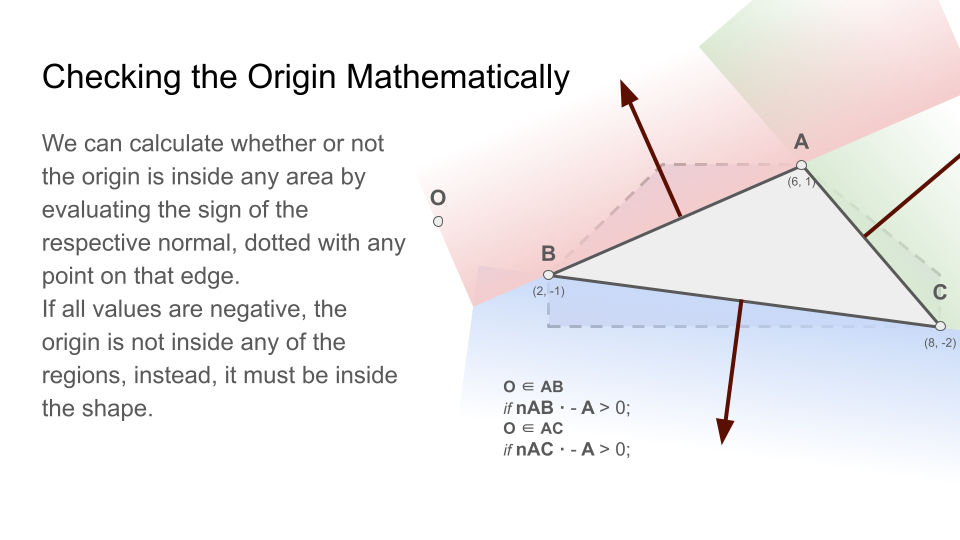 Checking the Origin Mathematically
We can calculate whether or not
the origin is inside any area by
evaluating the sign of the
respective normal, dotted with any
point on that edge.
If all values are negative, the
origin is not inside any of the
regions, instead, it must be inside
the shape.
O
A
(6, 1)
B
(2, -1)
C
(8, -2)
O ∈ AB
if nAB · - A > 0;
O ∈ AC
if nAC · - A > 0;